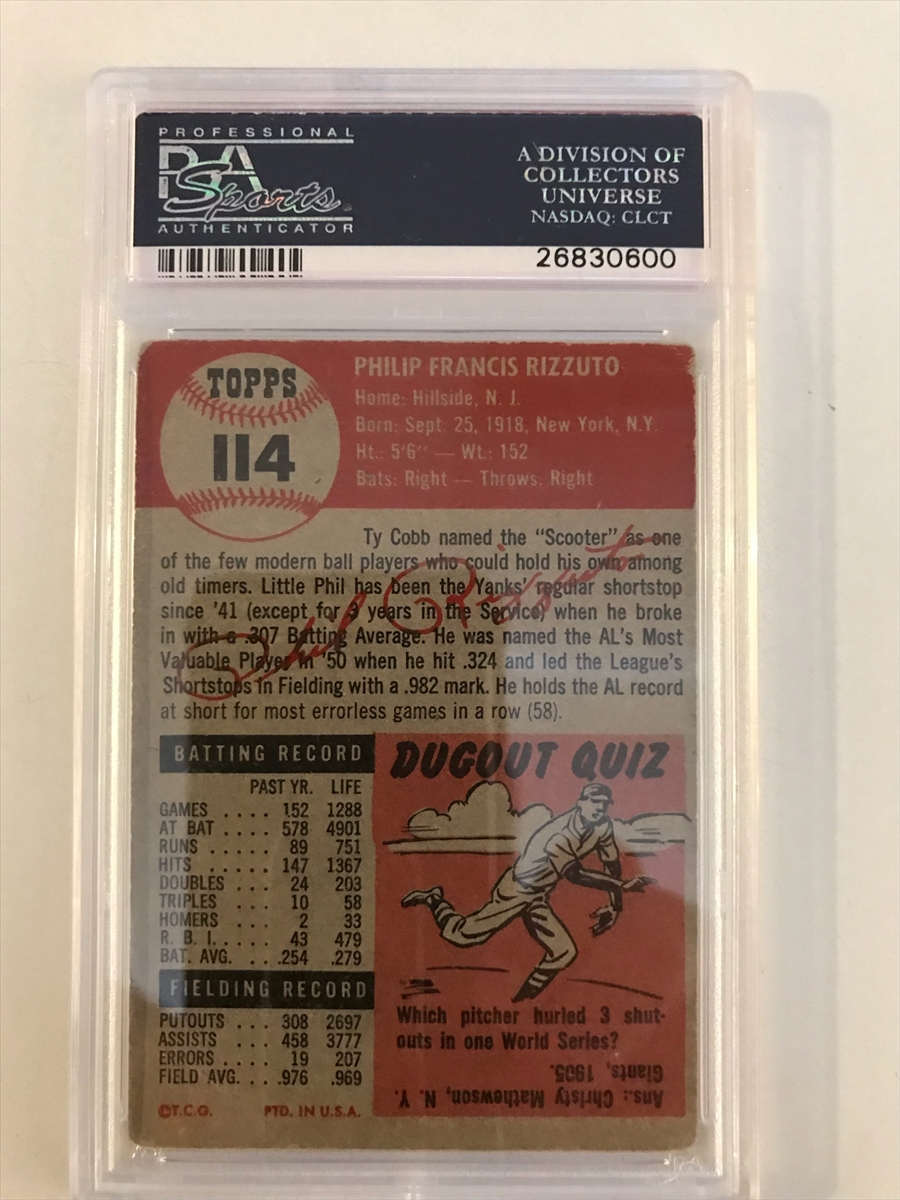 PROFESSIONAL
PSA
Sports
AUTHENTICATOR
A DIVISION OF
COLLECTORS
UNIVERSE
NASDAQ: CLCT
26830600
TOPPS
114
PHILIP FRANCIS RIZZUTO
Home: Hillside, N. J.
Born: Sept. 25, 1918, New York, N.Y.
Ht.: 5'6" — Wt.: 152
Bats: Right — Throws: Right
Ty Cobb named the "Scooter" as one
of the few modern ball players who could hold his own among
old timers. Little Phil has been the Yanks' regular shortstop
since '41 (except for 3 years in the Service) when he broke
in with a .307 Batting Average. He was named the AL's Most
Valuable Player in '50 when he hit .324 and led the League's
Shortstops in Fielding with a .982 mark. He holds the AL record
at short for most errorless games in a row (58).
Phil Rizzuto
BATTING RECORD
PAST YR. LIFE
GAMES .... 152 1288
AT BAT .... 578 4901
RUNS ..... 89 751
HITS ..... 147 1367
DOUBLES ... 24 203
TRIPLES ... 10 58
HOMERS ... 2 33
R. B. I. .... 43 479
BAT. AVG. ... .254 .279
FIELDING RECORD
PUTOUTS ... 308 2697
ASSISTS ... 458 3777
ERRORS .... 19 207
FIELD AVG. ... .976 .969
©T.C.G. PTD. IN U.S.A.
DUGOUT QUIZ
Which pitcher hurled 3 shut-
outs in one World Series?
Ans.: Christy Mathewson, N. Y.
Giants, 1905.